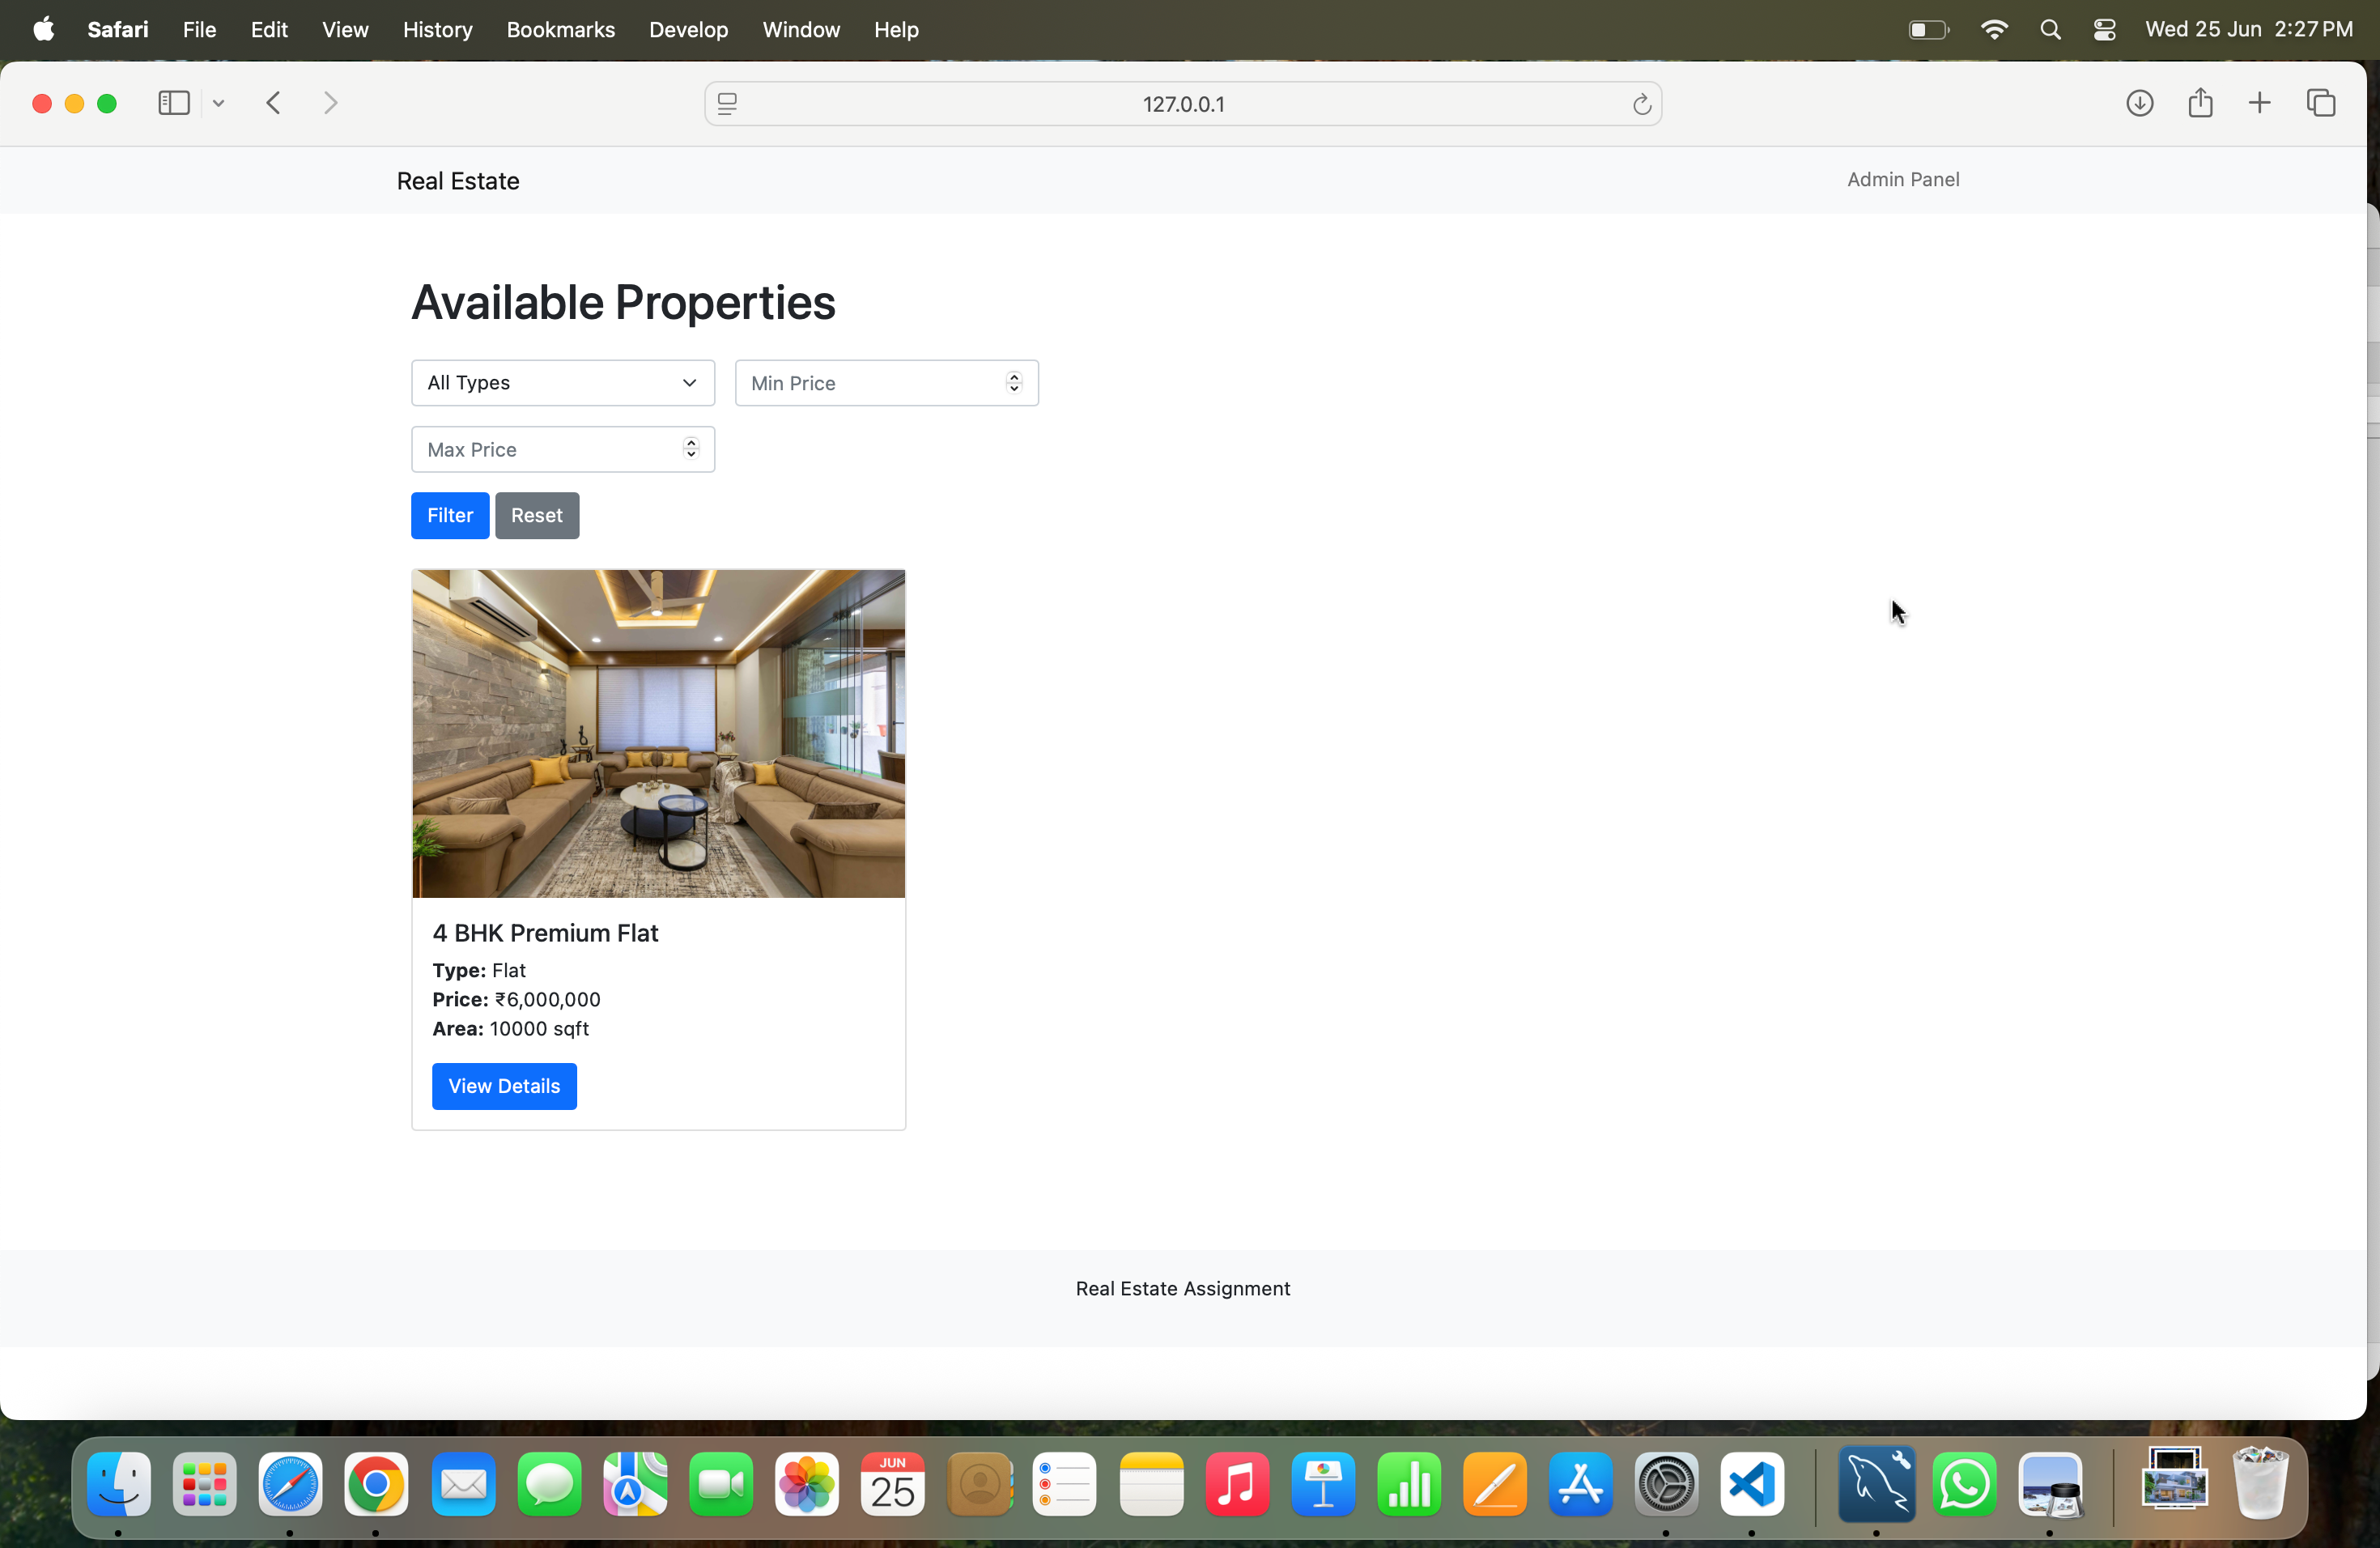 Safari File Edit View History Bookmarks Develop Window Help Wed 25 Jun 2:27 PM
127.0.0.1
Real Estate Admin Panel
Available Properties
All Types Min Price
Max Price
Filter Reset
4 BHK Premium Flat
Type: Flat
Price: ₹6,000,000
Area: 10000 sqft
View Details
Real Estate Assignment
JUN
25